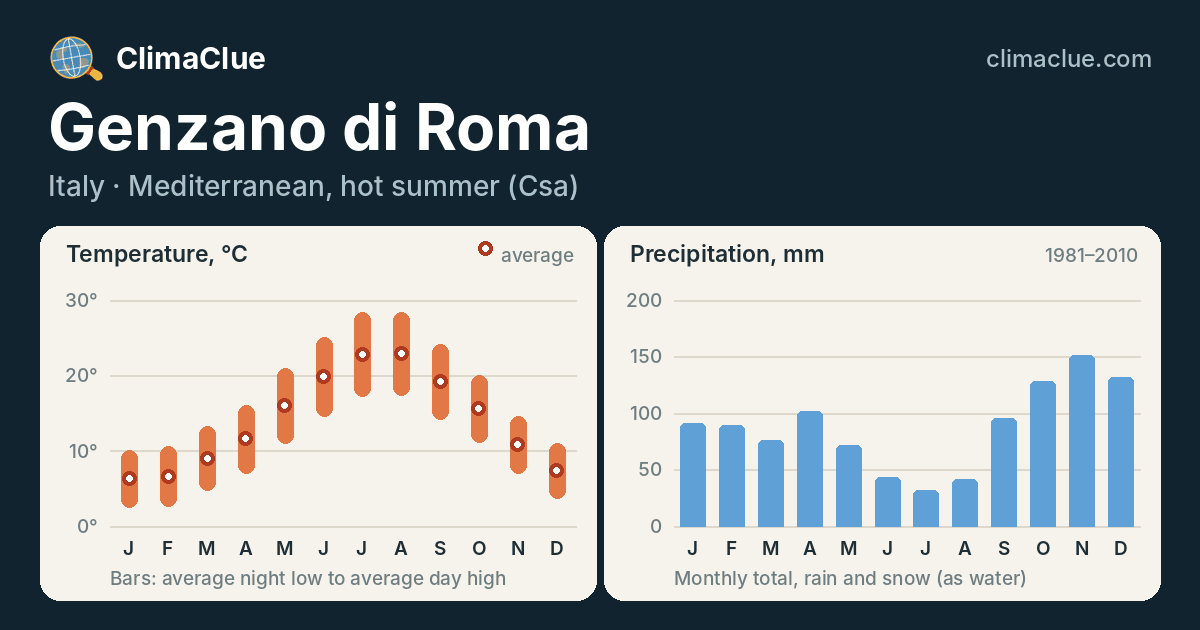 ClimaClue
climaclue.com
Genzano di Roma
Italy · Mediterranean, hot summer (Csa)
Temperature, °C
average
30°
20°
10°
0°
J F M A M J J A S O N D
Bars: average night low to average day high
Precipitation, mm
1981–2010
200
150
100
50
0
J F M A M J J A S O N D
Monthly total, rain and snow (as water)